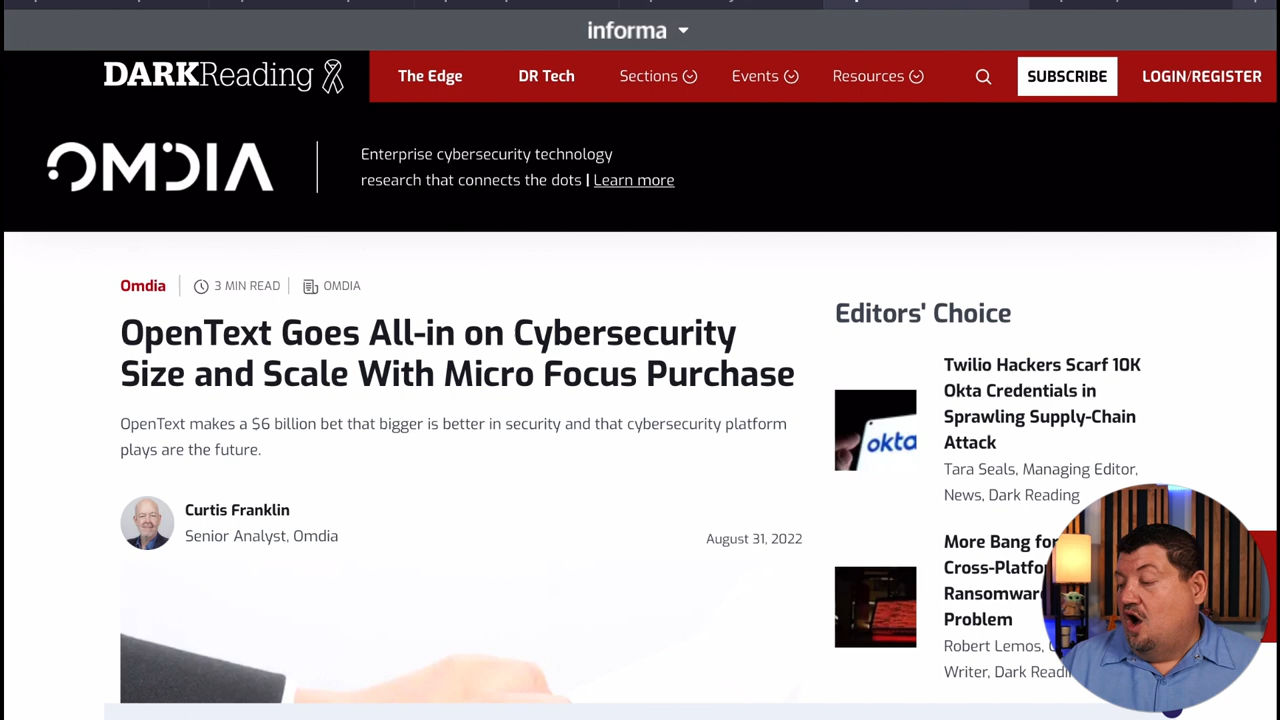 informa
DARKReading
The Edge
DR Tech
Sections
Events
Resources
SUBSCRIBE
LOGIN/REGISTER
OMDIA
Enterprise cybersecurity technology
research that connects the dots | Learn more
Omdia
3 MIN READ
OMDIA
OpenText Goes All-in on Cybersecurity
Size and Scale With Micro Focus Purchase
OpenText makes a $6 billion bet that bigger is better in security and that cybersecurity platform
plays are the future.
Curtis Franklin
Senior Analyst, Omdia
August 31, 2022
Editors' Choice
Twilio Hackers Scarf 10K
Okta Credentials in
Sprawling Supply-Chain
Attack
Tara Seals, Managing Editor,
News, Dark Reading
okta
More Bang for
Cross-Platfo
Ransomware
Problem
Robert Lemos,
Writer, Dark Readi